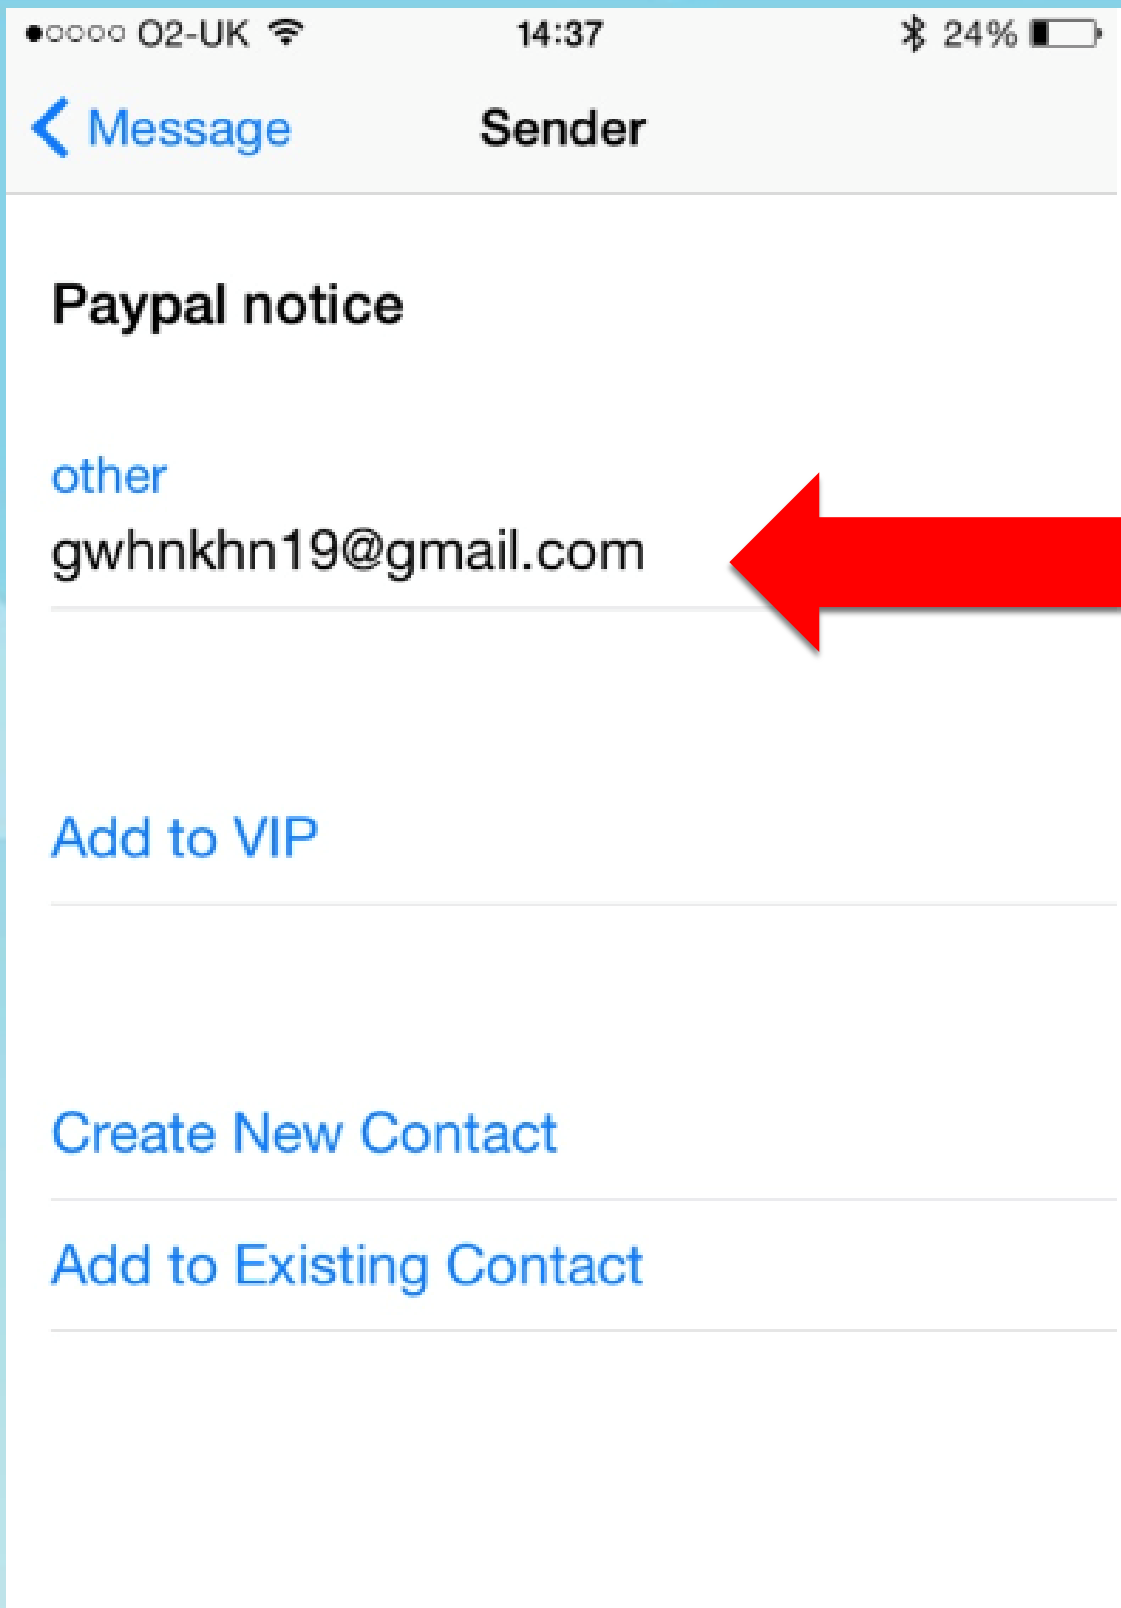 O2-UK 14:37 24%
Message Sender
Paypal notice
other
gwhnkhn19@gmail.com
Add to VIP
Create New Contact
Add to Existing Contact